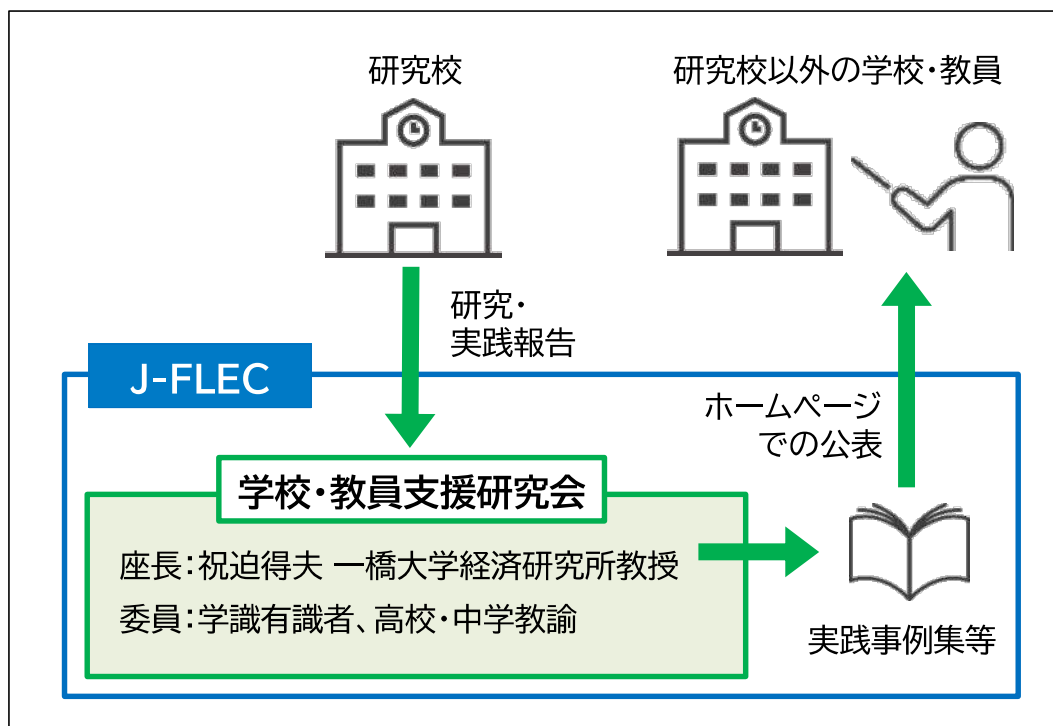 研究校
研究校以外の学校・教員
研究・
実践報告
J-FLEC
ホームページ
での公表
学校・教員支援研究会
座長：祝迫得夫 一橋大学経済研究所教授
委員：学識有識者、高校・中学教諭
実践事例集等